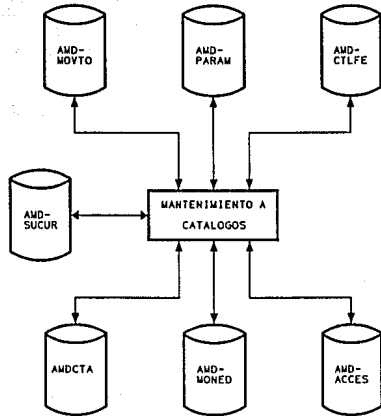 AMD-
MOVTO
AMD-
PARAM
AMD-
CTLFE
AMD-
SUCUR
MANTENIMIENTO A
CATALOGOS
AMDCTA
AMD-
MONED
AMD-
ACCES